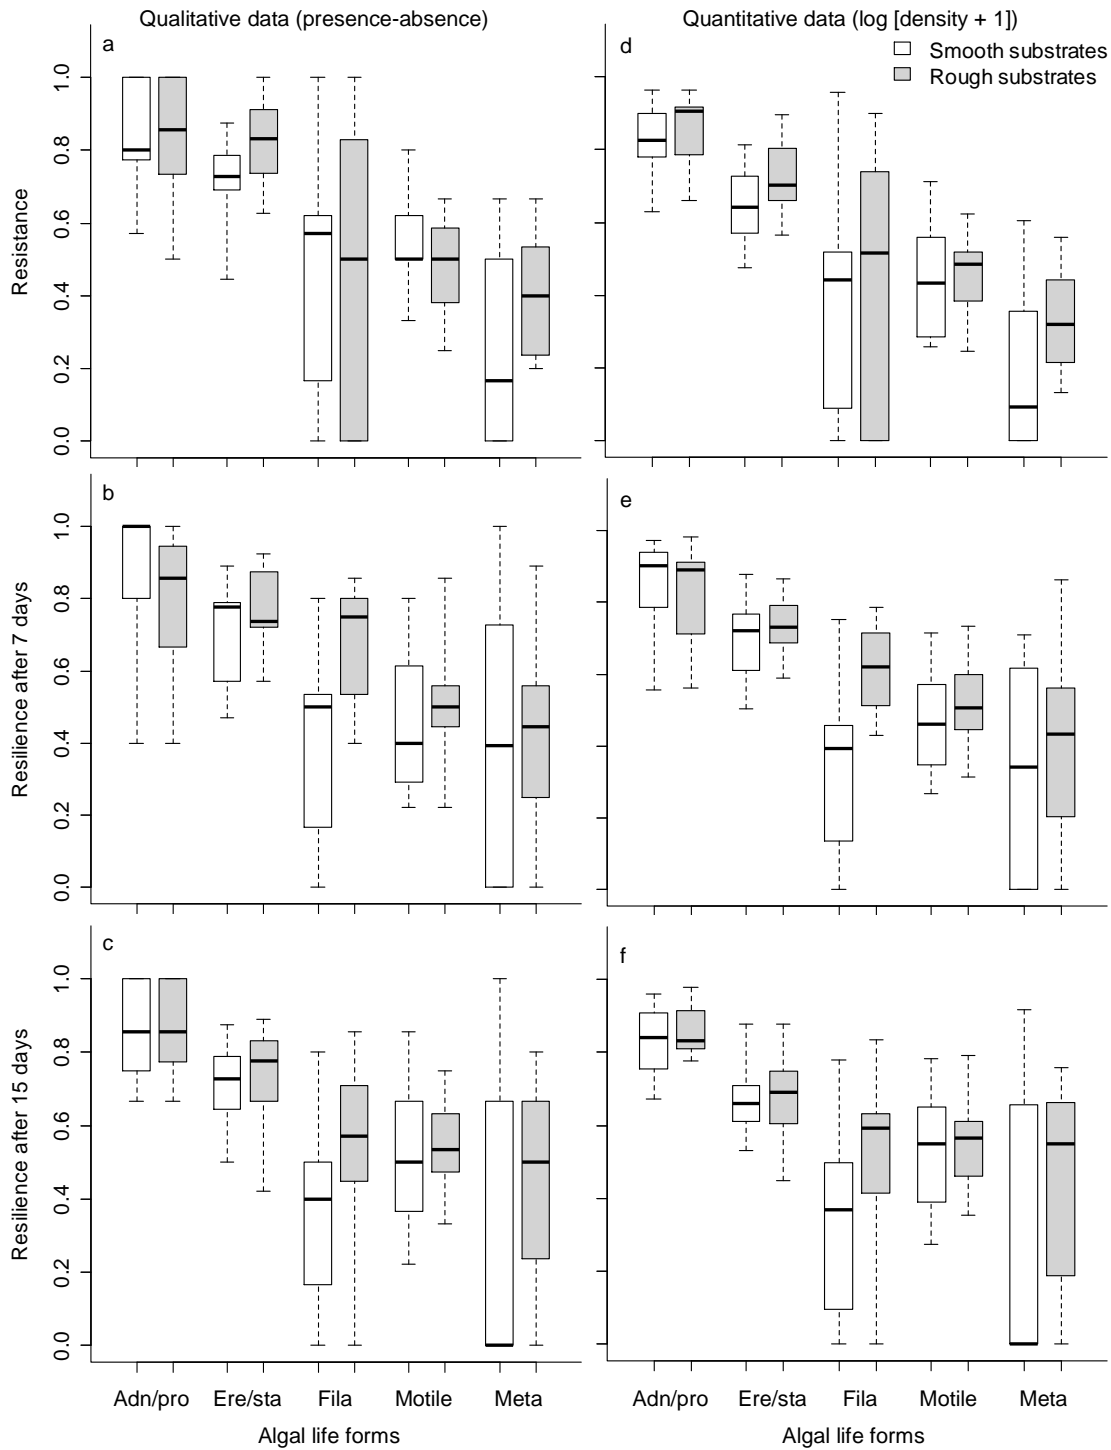 Qualitative data (presence-absence)
Quantitative data (log [density + 1])
a
d
Smooth substrates
Rough substrates
Resistance
1.0
0.8
0.6
0.4
0.2
0.0
b
e
Resilience after 7 days
1.0
0.8
0.6
0.4
0.2
0.0
c
f
Resilience after 15 days
1.0
0.8
0.6
0.4
0.2
0.0
Adn/pro Ere/sta Fila Motile Meta
Adn/pro Ere/sta Fila Motile Meta
Algal life forms
Algal life forms